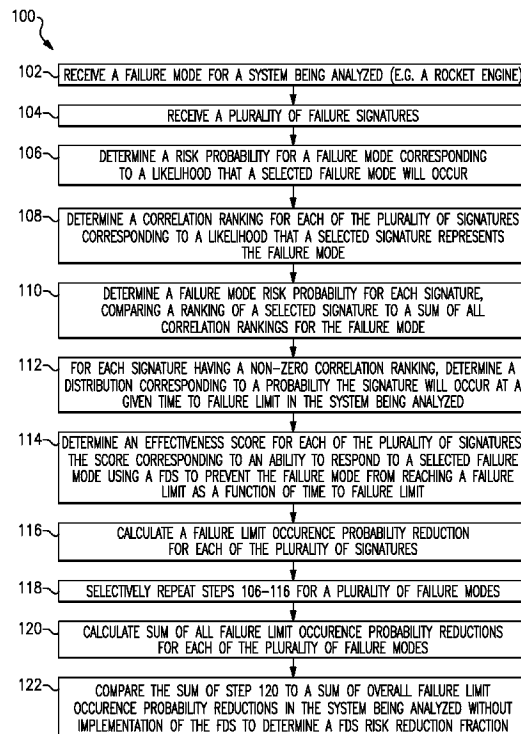 100
102
RECEIVE A FAILURE MODE FOR A SYSTEM BEING ANALYZED (E.G. A ROCKET ENGINE)
104
RECEIVE A PLURALITY OF FAILURE SIGNATURES
106
DETERMINE A RISK PROBABILITY FOR A FAILURE MODE CORRESPONDING
TO A LIKELIHOOD THAT A SELECTED FAILURE MODE WILL OCCUR
108
DETERMINE A CORRELATION RANKING FOR EACH OF THE PLURALITY OF SIGNATURES
CORRESPONDING TO A LIKELIHOOD THAT A SELECTED SIGNATURE REPRESENTS
THE FAILURE MODE
110
DETERMINE A FAILURE MODE RISK PROBABILITY FOR EACH SIGNATURE,
COMPARING A RANKING OF A SELECTED SIGNATURE TO A SUM OF ALL
CORRELATION RANKINGS FOR THE FAILURE MODE
112
FOR EACH SIGNATURE HAVING A NON-ZERO CORRELATION RANKING, DETERMINE A
DISTRIBUTION CORRESPONDING TO A PROBABILITY THE SIGNATURE WILL OCCUR AT A
GIVEN TIME TO FAILURE LIMIT IN THE SYSTEM BEING ANALYZED
114
DETERMINE AN EFFECTIVENESS SCORE FOR EACH OF THE PLURALITY OF SIGNATURES
THE SCORE CORRESPONDING TO AN ABILITY TO RESPOND TO A SELECTED FAILURE
MODE USING A FDS TO PREVENT THE FAILURE MODE FROM REACHING A FAILURE
LIMIT AS A FUNCTION OF TIME TO FAILURE LIMIT
116
CALCULATE A FAILURE LIMIT OCCURENCE PROBABILITY REDUCTION
FOR EACH OF THE PLURALITY OF SIGNATURES
118
SELECTIVELY REPEAT STEPS 106-116 FOR A PLURALITY OF FAILURE MODES
120
CALCULATE SUM OF ALL FAILURE LIMIT OCCURENCE PROBABILITY REDUCTIONS
FOR EACH OF THE PLURALITY OF FAILURE MODES
122
COMPARE THE SUM OF STEP 120 TO A SUM OF OVERALL FAILURE LIMIT
OCCURENCE PROBABILITY REDUCTIONS IN THE SYSTEM BEING ANALYZED WITHOUT
IMPLEMENTATION OF THE FDS TO DETERMINE A FDS RISK REDUCTION FRACTION